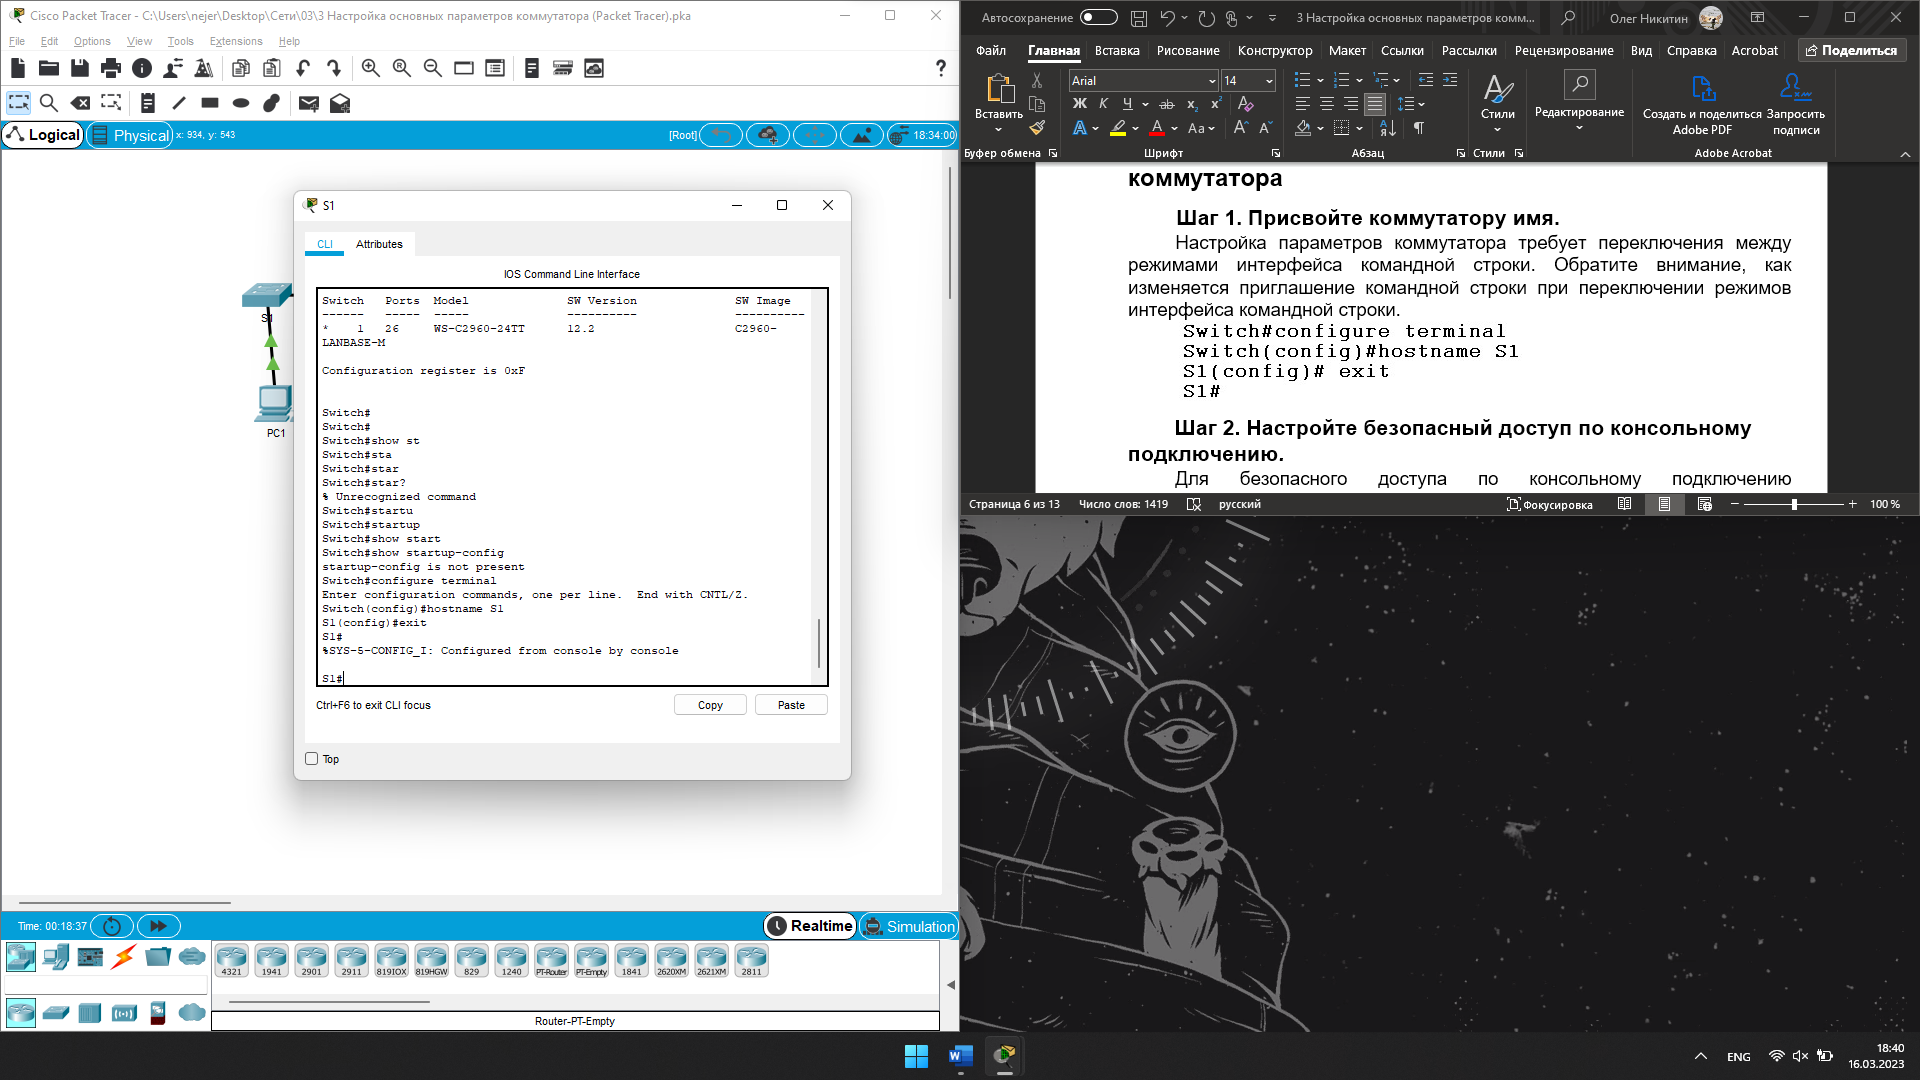 Cisco Packet Tracer - C:\Users\nejer\Desktop\Сети\03\3 Настройка основных параметров коммутатора (Packet Tracer).pka
File Edit Options View Tools Extensions Help
Logical Physical x: 934, y: 543 [Root] 18:34:00
S1
PC1
S1
CLI Attributes
IOS Command Line Interface
Switch Ports Model SW Version SW Image
------ ----- ----- ---------- ----------
* 1 26 WS-C2960-24TT 12.2 C2960-
LANBASE-M
Configuration register is 0xF
Switch#
Switch#
Switch#show st
Switch#sta
Switch#star
Switch#star?
% Unrecognized command
Switch#startu
Switch#startup
Switch#show start
Switch#show startup-config
startup-config is not present
Switch#configure terminal
Enter configuration commands, one per line. End with CNTL/Z.
Switch(config)#hostname S1
S1(config)#exit
S1#
%SYS-5-CONFIG_I: Configured from console by console
S1#
Ctrl+F6 to exit CLI focus Copy Paste
Top
Time: 00:18:37 Realtime Simulation
4321 1941 2901 2911 819IOX 819HGW 829 1240 PT-Router PT-Empty 1841 2620XM 2621XM 2811
Router-PT-Empty
Автосохранение 3 Настройка основных параметров комм... Олег Никитин
Файл Главная Вставка Рисование Конструктор Макет Ссылки Рассылки Рецензирование Вид Справка Acrobat Поделиться
Arial 14
Вставить
Ж К Ч ab x₂ x²
Aa
Стили
Редактирование
Создать и поделиться Adobe PDF
Запросить подписи
Буфер обмена Шрифт Абзац Стили Adobe Acrobat
коммутатора
Шаг 1. Присвойте коммутатору имя.
Настройка параметров коммутатора требует переключения между
режимами интерфейса командной строки. Обратите внимание, как
изменяется приглашение командной строки при переключении режимов
интерфейса командной строки.
Switch#configure terminal
Switch(config)#hostname S1
S1(config)# exit
S1#
Шаг 2. Настройте безопасный доступ по консольному
подключению.
Для безопасного доступа по консольному подключению
Страница 6 из 13 Число слов: 1419 русский Фокусировка 100 %
ENG 18:40
16.03.2023